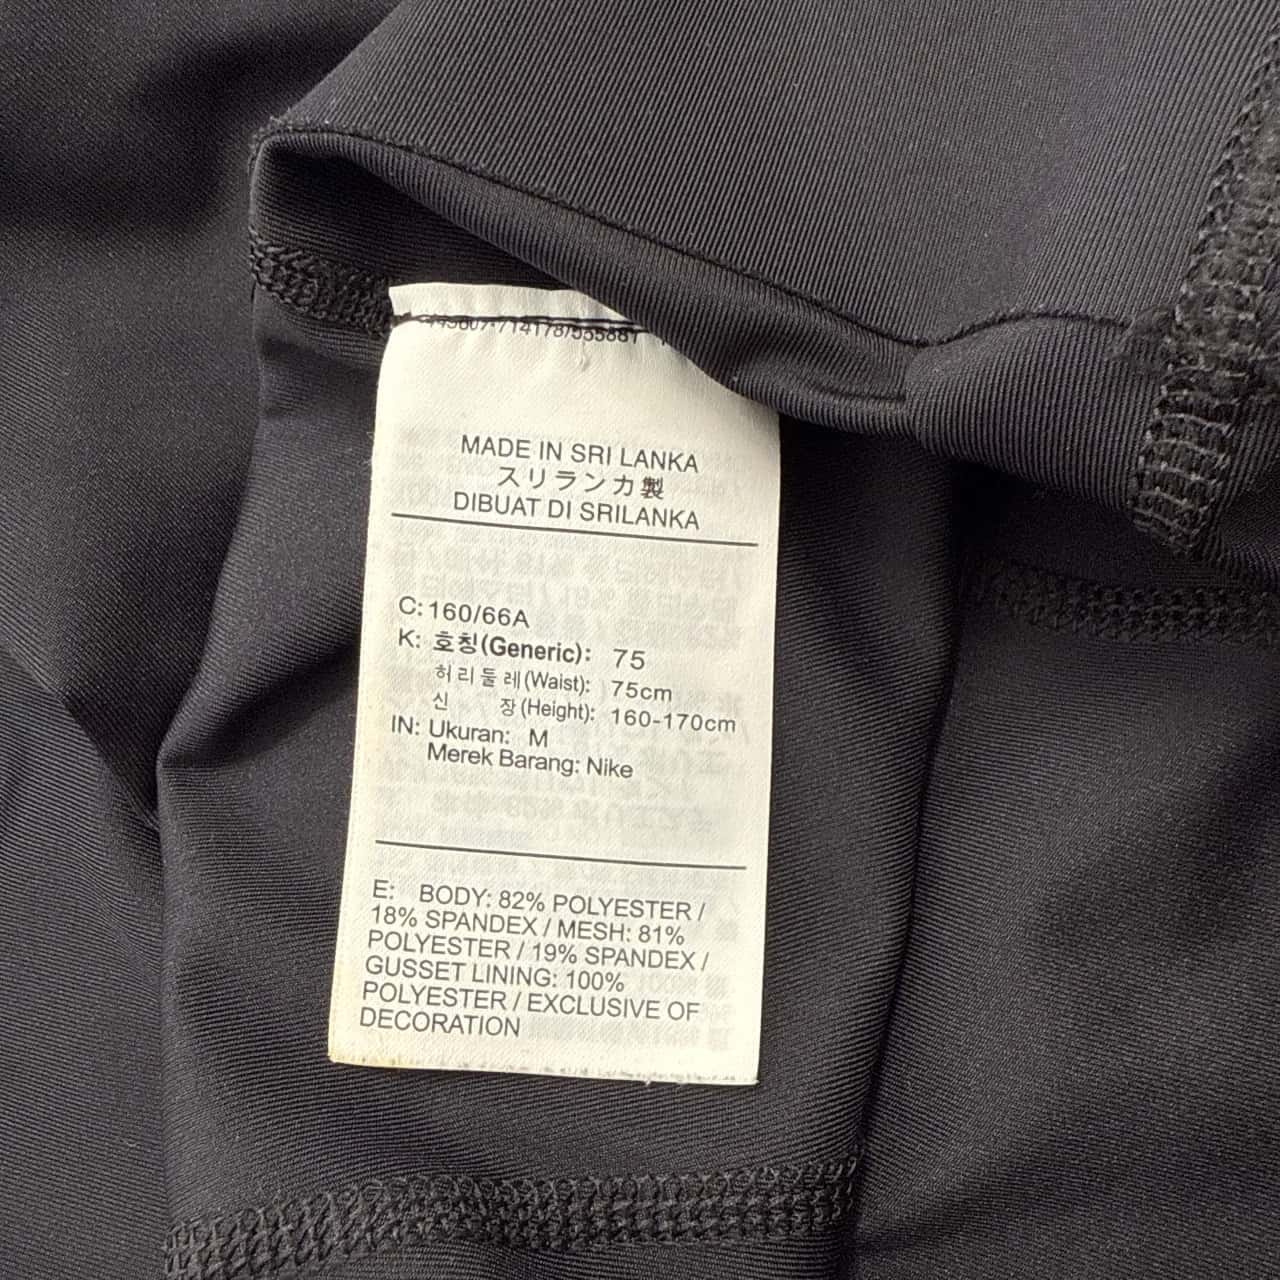 MADE IN SRI LANKA
スリランカ製
DIBUAT DI SRILANKA
C: 160/66A
K: 호칭(Generic): 75
허리둘레(Waist): 75cm
신 장(Height): 160-170cm
IN: Ukuran: M
Merek Barang: Nike
E: BODY: 82% POLYESTER /
18% SPANDEX / MESH: 81%
POLYESTER / 19% SPANDEX /
GUSSET LINING: 100%
POLYESTER / EXCLUSIVE OF
DECORATION